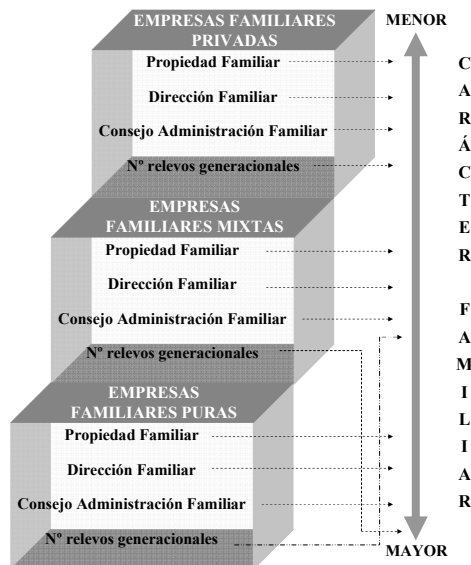 EMPRESAS FAMILIARES
PRIVADAS
Propiedad Familiar
Dirección Familiar
Consejo Administración Familiar
Nº relevos generacionales
EMPRESAS
FAMILIARES MIXTAS
Propiedad Familiar
Dirección Familiar
Consejo Administración Familiar
Nº relevos generacionales
EMPRESAS
FAMILIARES PURAS
Propiedad Familiar
Dirección Familiar
Consejo Administración Familiar
Nº relevos generacionales
MENOR
MAYOR
CARÁCTER FAMILIAR